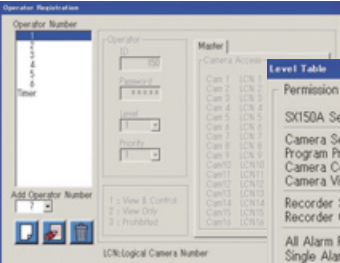 Operator Registration
Operator Number
1
2
3
4
5
6
Timer
Add Operator Number
7
Operator
ID
150
Password
*****
Level
1
Priority
1
1 : View & Control
2 : View Only
3 : Prohibited
LCN:Logical Camera Number
Master
Camera Access
Cam 1 LCN 1
Cam 2 LCN 2
Cam 3 LCN 3
Cam 4 LCN 4
Cam 5 LCN 5
Cam 6 LCN 6
Cam 7 LCN 7
Cam 8 LCN 8
Cam 9 LCN 9
Cam10 LCN10
Cam11 LCN11
Cam12 LCN12
Cam13 LCN13
Cam14 LCN14
Cam15 LCN15
Cam16 LCN16
Level Table
Permission
SX150A Se
Camera Se
Program P
Camera C
Camera Vi
Recorder
Recorder
All Alarm
Single Alar